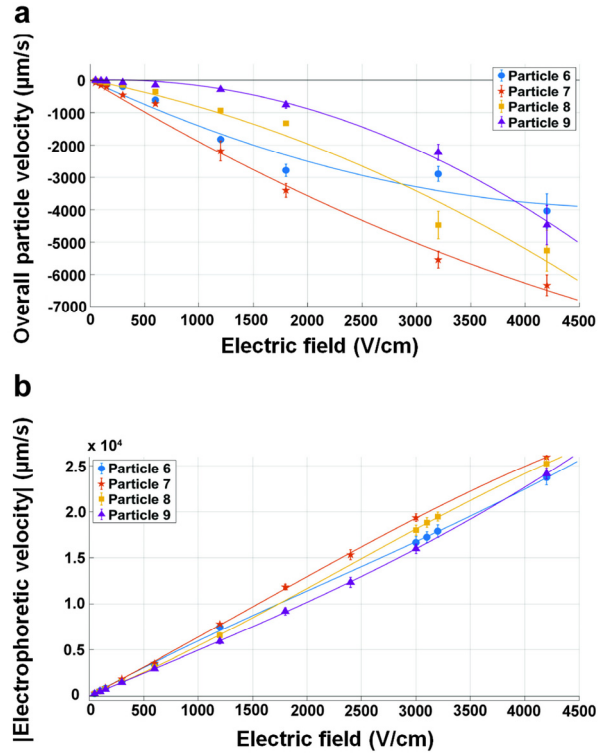 a
Overall particle velocity (µm/s)
0
-1000
-2000
-3000
-4000
-5000
-6000
-7000
Particle 6
Particle 7
Particle 8
Particle 9
0 500 1000 1500 2000 2500 3000 3500 4000 4500
Electric field (V/cm)
b
|Electrophoretic velocity| (µm/s)
x 10⁴
2.5
2.0
1.5
1.0
0.5
0
Particle 6
Particle 7
Particle 8
Particle 9
0 500 1000 1500 2000 2500 3000 3500 4000 4500
Electric field (V/cm)